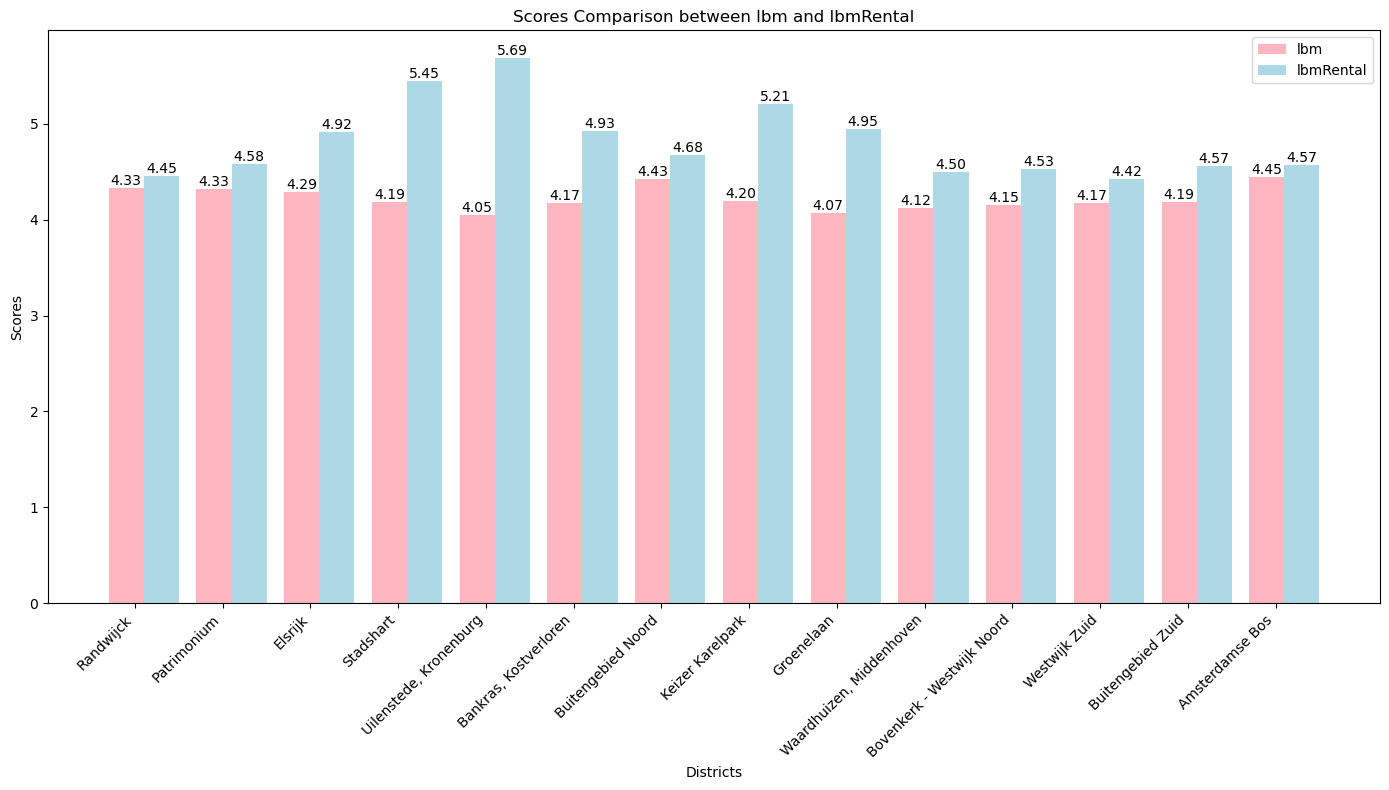 Scores Comparison between lbm and lbmRental
lbm
lbmRental
Scores
5
4
3
2
1
0
4.33 4.45
4.33 4.58
4.29 4.92
4.19 5.45
4.05 5.69
4.17 4.93
4.43 4.68
4.20 5.21
4.07 4.95
4.12 4.50
4.15 4.53
4.17 4.42
4.19 4.57
4.45 4.57
Randwijck
Patrimonium
Elsrijk
Stadshart
Uilenstede, Kronenburg
Bankras, Kostverloren
Buitengebied Noord
Keizer Karelpark
Groenelaan
Waardhuizen, Middenhoven
Bovenkerk - Westwijk Noord
Westwijk Zuid
Buitengebied Zuid
Amsterdamse Bos
Districts